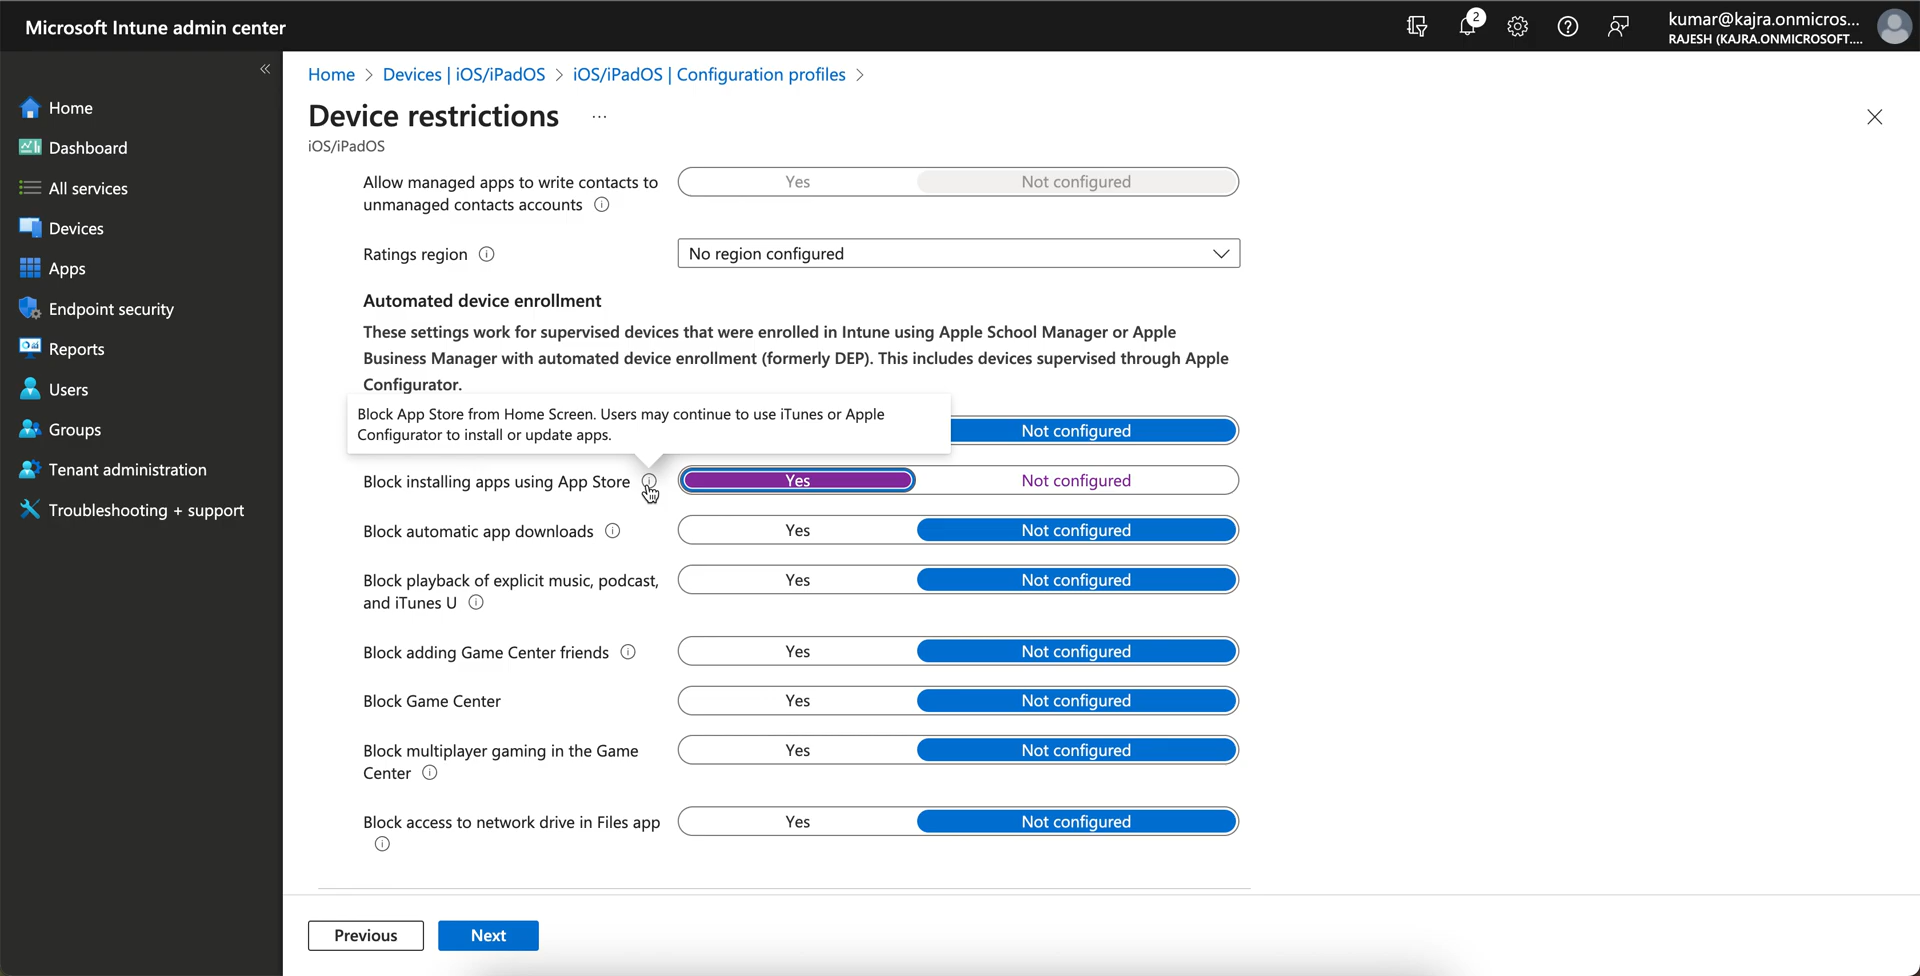 Microsoft Intune admin center
2
kumar@kajra.onmicros...
RAJESH (KAJRA.ONMICROSOFT....
Home
Dashboard
All services
Devices
Apps
Endpoint security
Reports
Users
Groups
Tenant administration
Troubleshooting + support
Home > Devices | iOS/iPadOS > iOS/iPadOS | Configuration profiles >
Device restrictions ...
iOS/iPadOS
Allow managed apps to write contacts to
unmanaged contacts accounts
Yes Not configured
Ratings region No region configured
Automated device enrollment
These settings work for supervised devices that were enrolled in Intune using Apple School Manager or Apple
Business Manager with automated device enrollment (formerly DEP). This includes devices supervised through Apple
Configurator.
Block App Store from Home Screen. Users may continue to use iTunes or Apple
Configurator to install or update apps.
Not configured
Block installing apps using App Store Yes Not configured
Block automatic app downloads Yes Not configured
Block playback of explicit music, podcast,
and iTunes U
Yes Not configured
Block adding Game Center friends Yes Not configured
Block Game Center Yes Not configured
Block multiplayer gaming in the Game
Center
Yes Not configured
Block access to network drive in Files app Yes Not configured
Previous Next